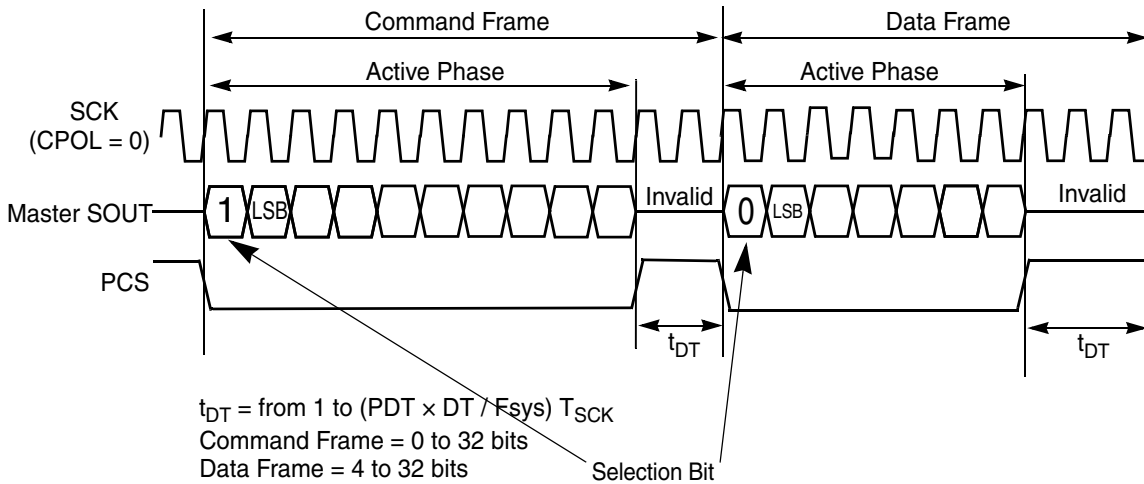 Command Frame
Data Frame
Active Phase
Active Phase
SCK
(CPOL = 0)
Master SOUT
1
LSB
Invalid
0
LSB
Invalid
PCS
tDT
tDT
tDT = from 1 to (PDT × DT / Fsys) TSCK
Command Frame = 0 to 32 bits
Data Frame = 4 to 32 bits
Selection Bit